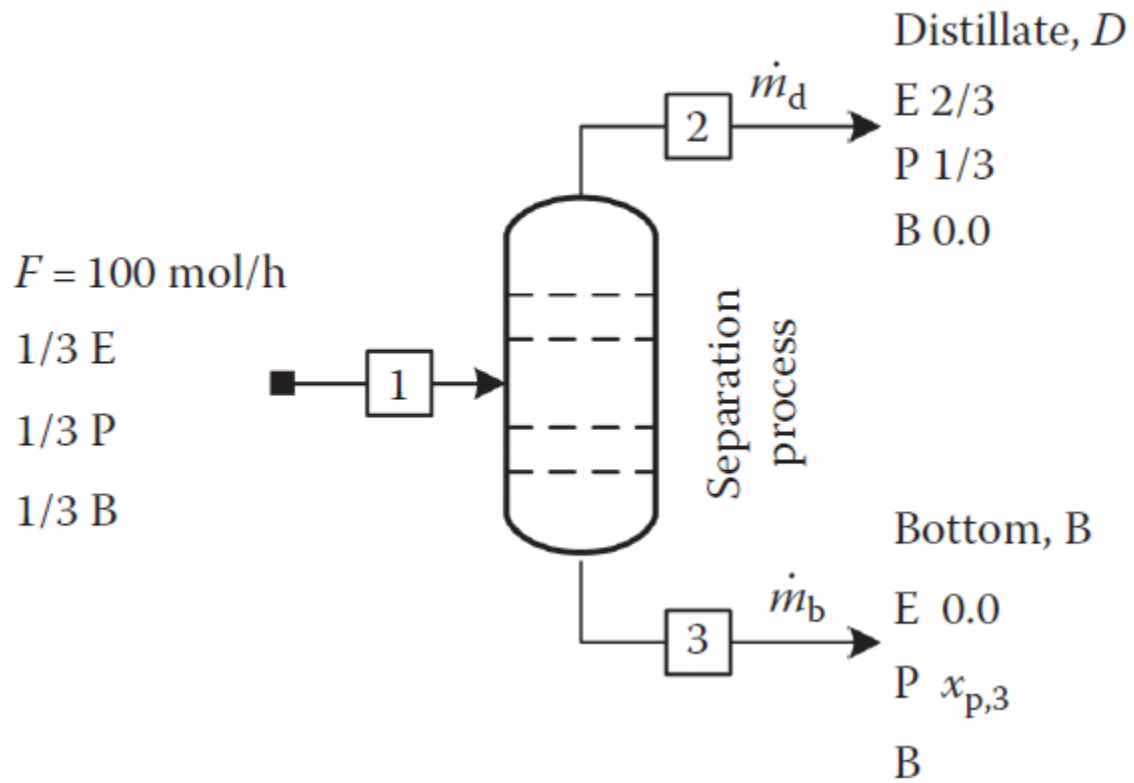 F = 100 mol/h
1/3 E
1/3 P
1/3 B
1
2
ṁd
Distillate, D
E 2/3
P 1/3
B 0.0
Separation
process
3
ṁb
Bottom, B
E 0.0
P xp,3
B